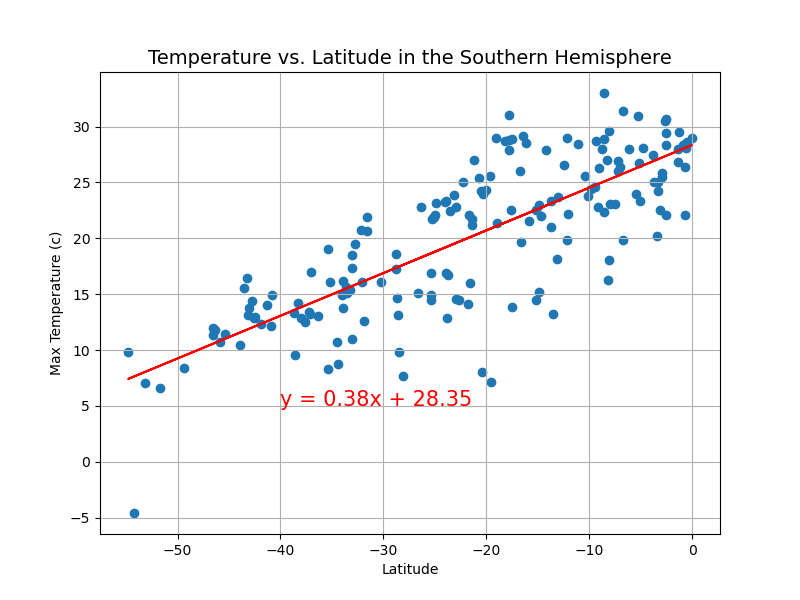 Temperature vs. Latitude in the Southern Hemisphere
Max Temperature (c)
30
25
20
15
10
5
0
−5
y = 0.38x + 28.35
−50 −40 −30 −20 −10 0
Latitude